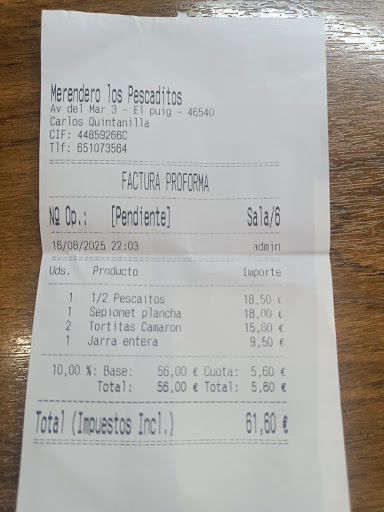 Merendero los Pescaditos
Av del Mar 3 - El puig - 46540
Carlos Quintanilla
CIF: 44859266C
Tlf: 651073564
FACTURA PROFORMA
Nº Op.: [Pendiente] Sala/6
16/08/2025 22:03 admin
Uds. Producto Importe
1 1/2 Pescaitos 18,50 €
1 Sepionet plancha 18,00 €
2 Tortitas Camaron 15,60 €
1 Jarra entera 9,50 €
10,00 %: Base: 56,00 € Cuota: 5,60 €
Total: 56,00 € Total: 5,60 €
Total (Impuestos Incl.) 61,60 €